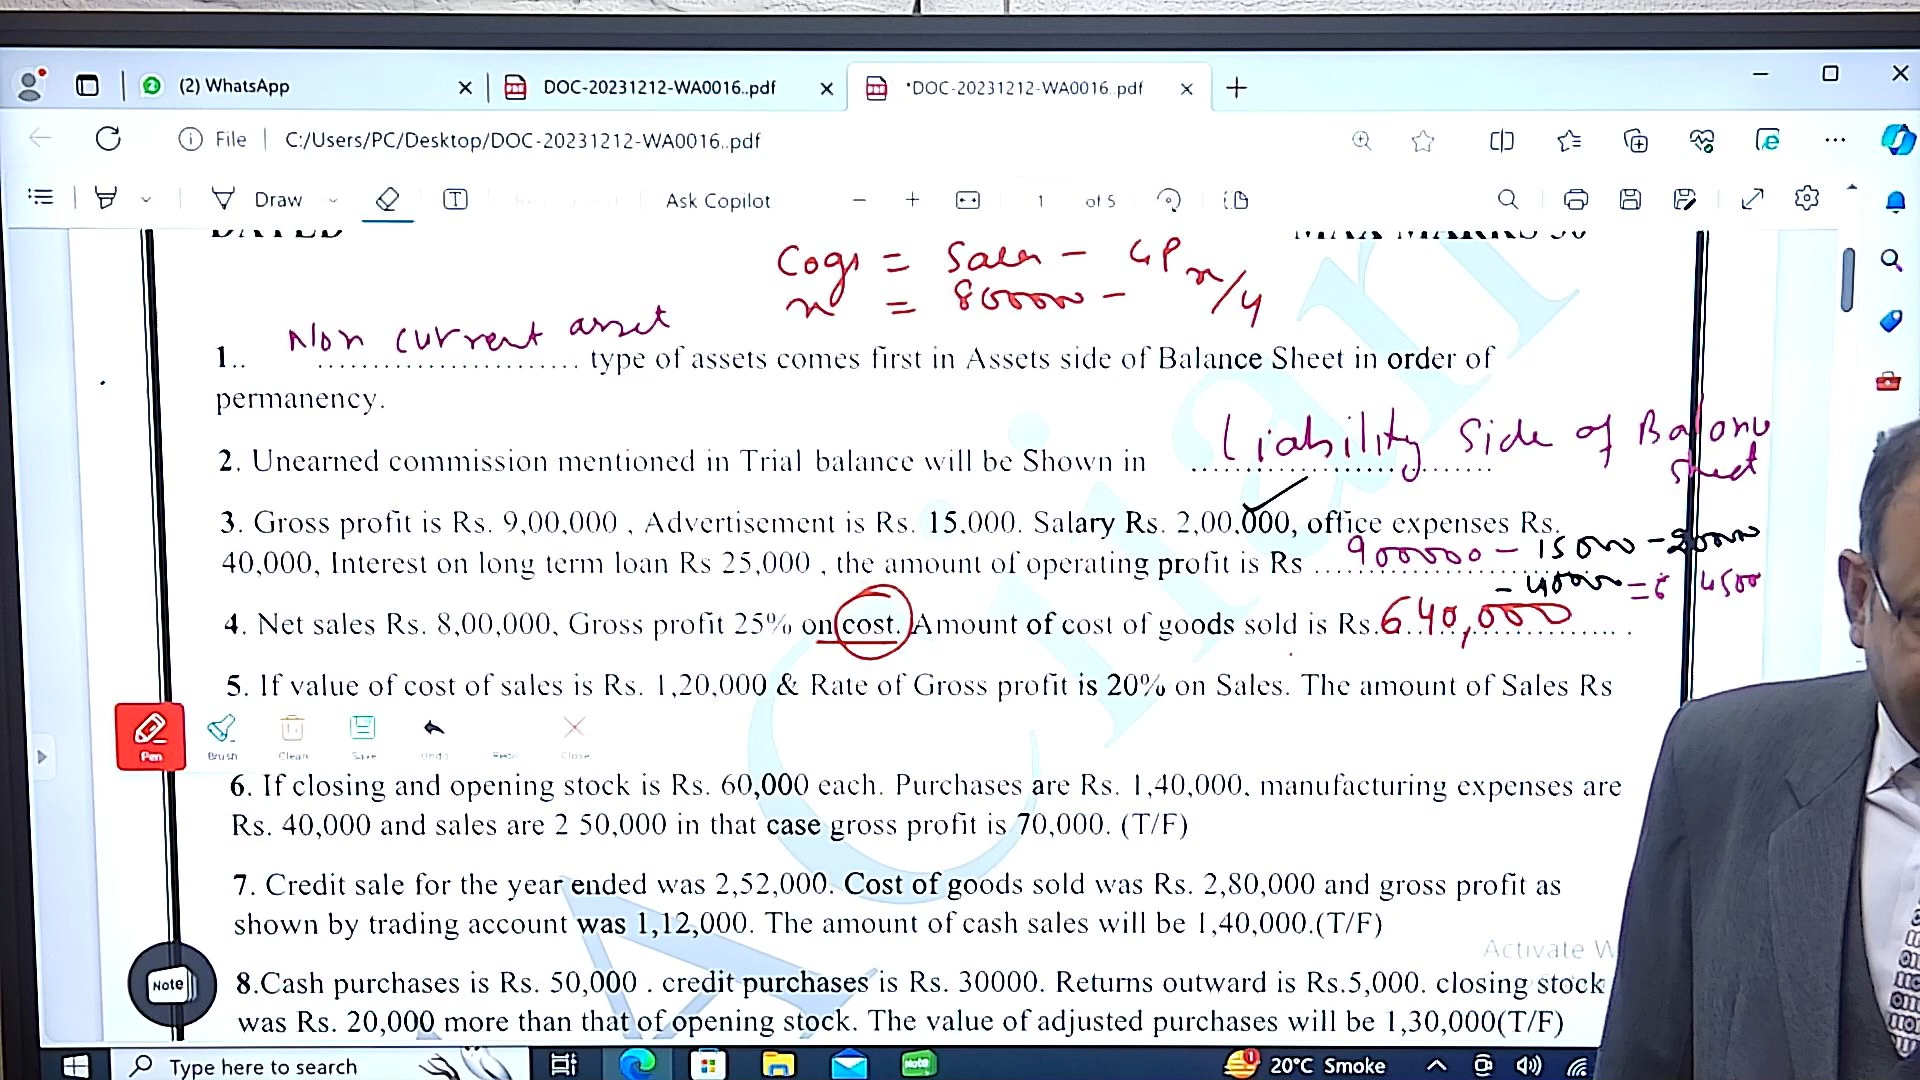 (2) WhatsApp
DOC-20231212-WA0016..pdf
*DOC-20231212-WA0016..pdf
File
C:/Users/PC/Desktop/DOC-20231212-WA0016..pdf
Draw
Ask Copilot
1 of 5
Cogs = Sales - GP
x = 800000 - x/4
Non current asset
1.. ........................ type of assets comes first in Assets side of Balance Sheet in order of
permanency.
Liability Side of Balance
Sheet
2. Unearned commission mentioned in Trial balance will be Shown in ...........................
3. Gross profit is Rs. 9,00,000 , Advertisement is Rs. 15,000. Salary Rs. 2,00,000, office expenses Rs.
40,000, Interest on long term loan Rs 25,000 , the amount of operating profit is Rs ........................
900000 - 15000 - 200000
- 40000 =
4. Net sales Rs. 8,00,000, Gross profit 25% on cost. Amount of cost of goods sold is Rs. 640,000
5. If value of cost of sales is Rs. 1,20,000 & Rate of Gross profit is 20% on Sales. The amount of Sales Rs
Pen
Brush
Clean
Save
Undo
Close
6. If closing and opening stock is Rs. 60,000 each. Purchases are Rs. 1,40,000, manufacturing expenses are
Rs. 40,000 and sales are 2 50,000 in that case gross profit is 70,000. (T/F)
7. Credit sale for the year ended was 2,52,000. Cost of goods sold was Rs. 2,80,000 and gross profit as
shown by trading account was 1,12,000. The amount of cash sales will be 1,40,000.(T/F)
Activate W
Note
8.Cash purchases is Rs. 50,000 . credit purchases is Rs. 30000. Returns outward is Rs.5,000. closing stock
was Rs. 20,000 more than that of opening stock. The value of adjusted purchases will be 1,30,000(T/F)
Type here to search
Note
20°C Smoke